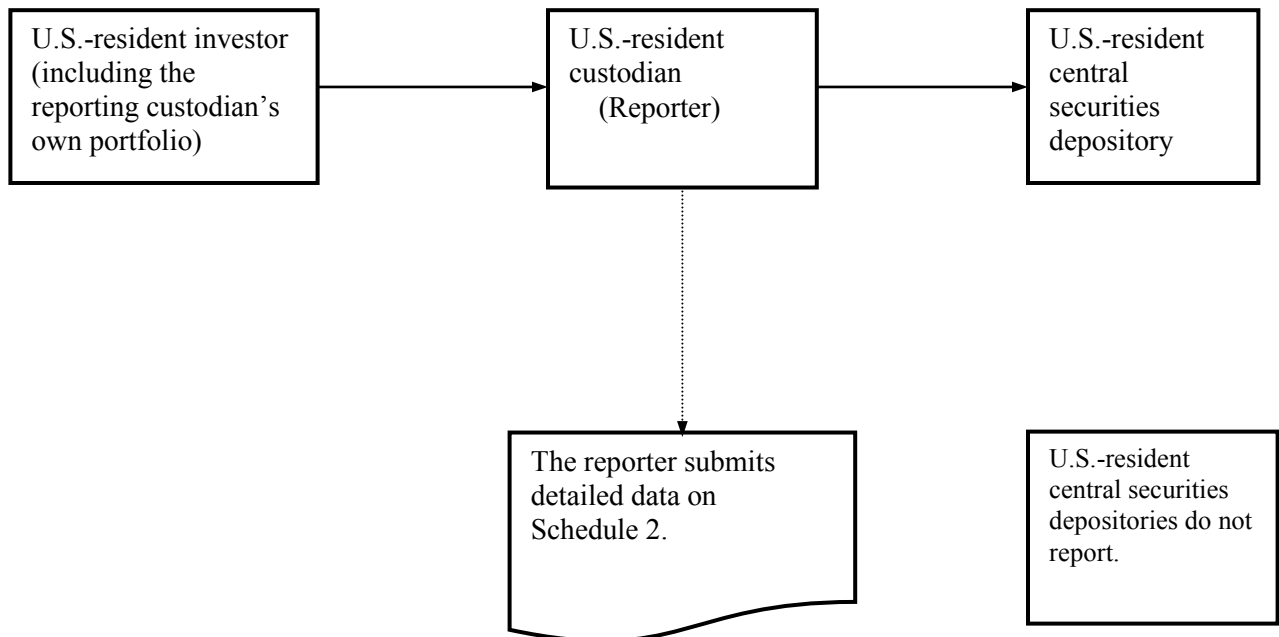 U.S.-resident investor
(including the
reporting custodian’s
own portfolio)
U.S.-resident
custodian
(Reporter)
U.S.-resident
central
securities
depository
The reporter submits
detailed data on
Schedule 2.
U.S.-resident
central securities
depositories do not
report.